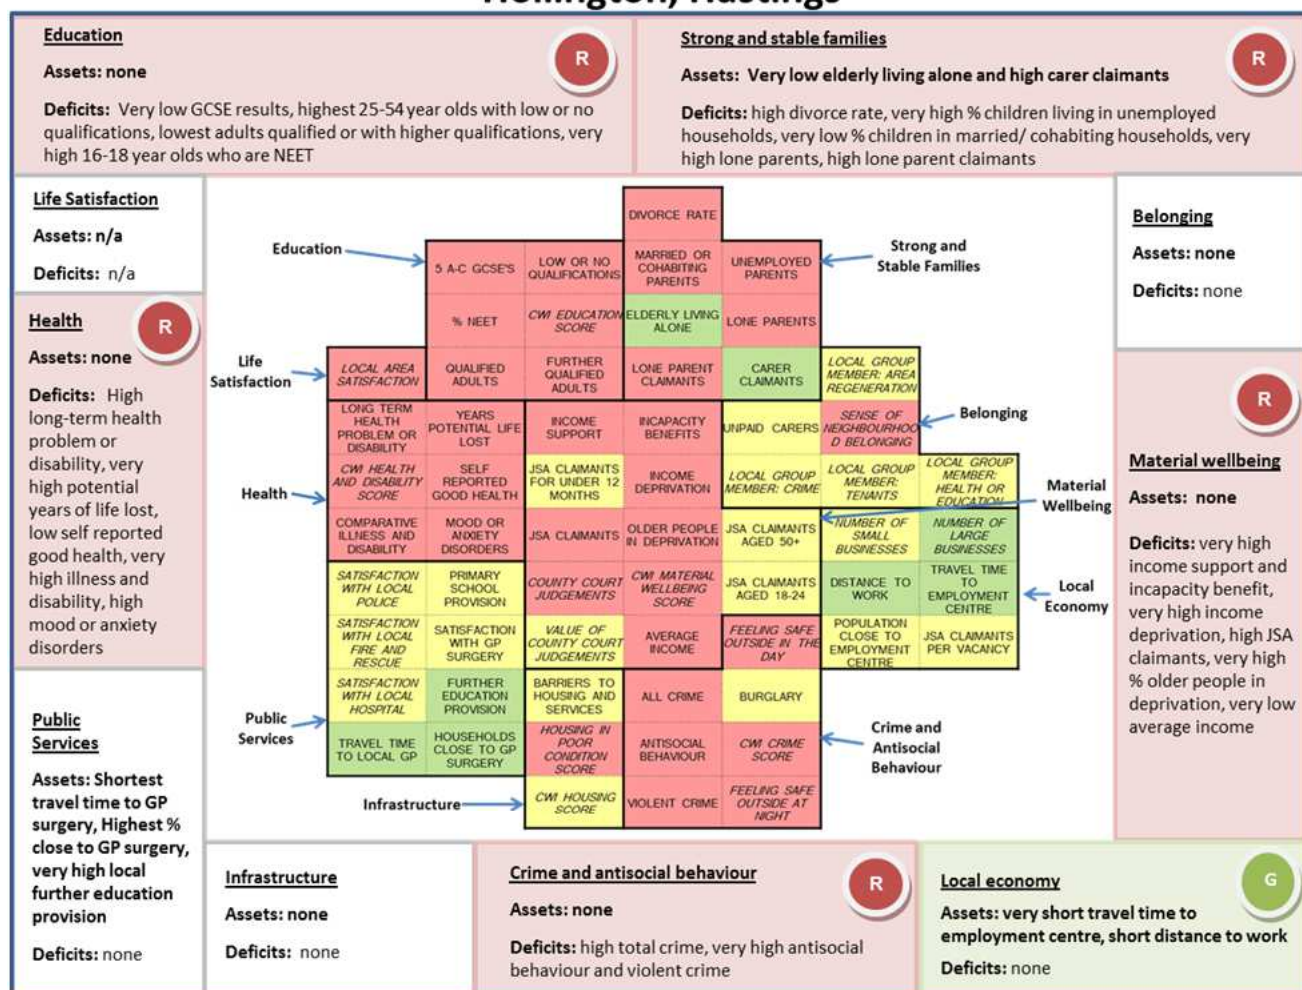 Hollington, Hastings
Education
R
Assets: none
Deficits: Very low GCSE results, highest 25-54 year olds with low or no
qualifications, lowest adults qualified or with higher qualifications, very
high 16-18 year olds who are NEET
Strong and stable families
R
Assets: Very low elderly living alone and high carer claimants
Deficits: high divorce rate, very high % children living in unemployed
households, very low % children in married/ cohabiting households, very
high lone parents, high lone parent claimants
Life Satisfaction
Assets: n/a
Deficits: n/a
Health
R
Assets: none
Deficits: High
long-term health
problem or
disability, very
high potential
years of life lost,
low self reported
good health, very
high illness and
disability, high
mood or anxiety
disorders
Public
Services
Assets: Shortest
travel time to GP
surgery, Highest %
close to GP surgery,
very high local
further education
provision
Deficits: none
Education
Life
Satisfaction
Health
Public
Services
Infrastructure
Strong and
Stable Families
Belonging
Material
Wellbeing
Local
Economy
Crime and
Antisocial
Behaviour
DIVORCE RATE
5 A-C GCSE'S
LOW OR NO
QUALIFICATIONS
MARRIED OR
COHABITING
PARENTS
UNEMPLOYED
PARENTS
% NEET
CWI EDUCATION
SCORE
ELDERLY LIVING
ALONE
LONE PARENTS
LOCAL AREA
SATISFACTION
QUALIFIED
ADULTS
FURTHER
QUALIFIED
ADULTS
LONE PARENT
CLAIMANTS
CARER
CLAIMANTS
LOCAL GROUP
MEMBER: AREA
REGENERATION
LONG TERM
HEALTH
PROBLEM OR
DISABILITY
YEARS
POTENTIAL LIFE
LOST
INCOME
SUPPORT
INCAPACITY
BENEFITS
UNPAID CARERS
SENSE OF
NEIGHBOURHOO
D BELONGING
CWI HEALTH
AND DISABILITY
SCORE
SELF
REPORTED
GOOD HEALTH
JSA CLAIMANTS
FOR UNDER 12
MONTHS
INCOME
DEPRIVATION
LOCAL GROUP
MEMBER: CRIME
LOCAL GROUP
MEMBER:
TENANTS
LOCAL GROUP
MEMBER:
HEALTH OR
EDUCATION
COMPARATIVE
ILLNESS AND
DISABILITY
MOOD OR
ANXIETY
DISORDERS
JSA CLAIMANTS
OLDER PEOPLE
IN DEPRIVATION
JSA CLAIMANTS
AGED 50+
NUMBER OF
SMALL
BUSINESSES
NUMBER OF
LARGE
BUSINESSES
SATISFACTION
WITH LOCAL
POLICE
PRIMARY
SCHOOL
PROVISION
COUNTY COURT
JUDGEMENTS
CWI MATERIAL
WELLBEING
SCORE
JSA CLAIMANTS
AGED 18-24
DISTANCE TO
WORK
TRAVEL TIME
TO
EMPLOYMENT
CENTRE
SATISFACTION
WITH LOCAL
FIRE AND
RESCUE
SATISFACTION
WITH GP
SURGERY
VALUE OF
COUNTY COURT
JUDGEMENTS
AVERAGE
INCOME
FEELING SAFE
OUTSIDE IN THE
DAY
POPULATION
CLOSE TO
EMPLOYMENT
CENTRE
JSA CLAIMANTS
PER VACANCY
SATISFACTION
WITH LOCAL
HOSPITAL
FURTHER
EDUCATION
PROVISION
BARRIERS TO
HOUSING AND
SERVICES
ALL CRIME
BURGLARY
TRAVEL TIME
TO LOCAL GP
HOUSEHOLDS
CLOSE TO GP
SURGERY
HOUSING IN
POOR
CONDITION
SCORE
ANTISOCIAL
BEHAVIOUR
CWI CRIME
SCORE
CWI HOUSING
SCORE
VIOLENT CRIME
FEELING SAFE
OUTSIDE AT
NIGHT
Belonging
Assets: none
Deficits: none
R
Material wellbeing
Assets: none
Deficits: very high
income support and
incapacity benefit,
very high income
deprivation, high JSA
claimants, very high
% older people in
deprivation, very low
average income
Infrastructure
Assets: none
Deficits: none
Crime and antisocial behaviour
R
Assets: none
Deficits: high total crime, very high antisocial
behaviour and violent crime
Local economy
G
Assets: very short travel time to
employment centre, short distance to work
Deficits: none